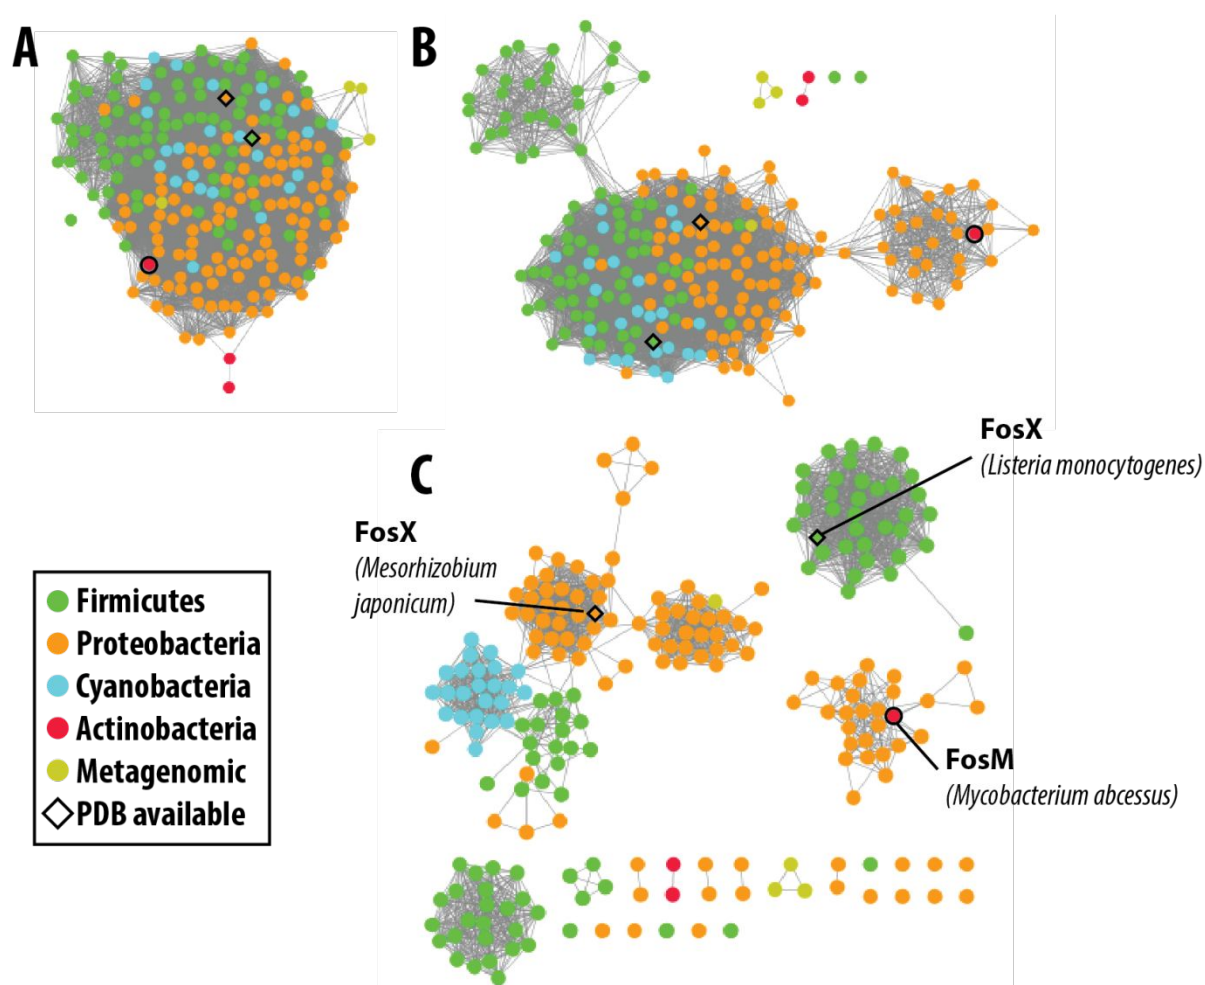 A
B
C
FosX
(Listeria monocytogenes)
FosX
(Mesorhizobium
japonicum)
FosM
(Mycobacterium abcessus)
Firmicutes
Proteobacteria
Cyanobacteria
Actinobacteria
Metagenomic
PDB available